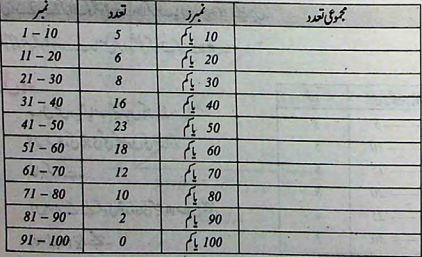 نمبر تعدد نمبرز مجموعی تعدد
1 – 10 5 10 یا کم
11 – 20 6 20 یا کم
21 – 30 8 30 یا کم
31 – 40 16 40 یا کم
41 – 50 23 50 یا کم
51 – 60 18 60 یا کم
61 – 70 12 70 یا کم
71 – 80 10 80 یا کم
81 – 90 2 90 یا کم
91 – 100 0 100 یا کم